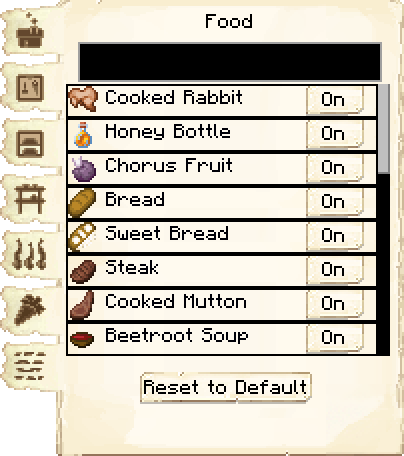 Food
Cooked Rabbit On
Honey Bottle On
Chorus Fruit On
Bread On
Sweet Bread On
Steak On
Cooked Mutton On
Beetroot Soup On
Reset to Default